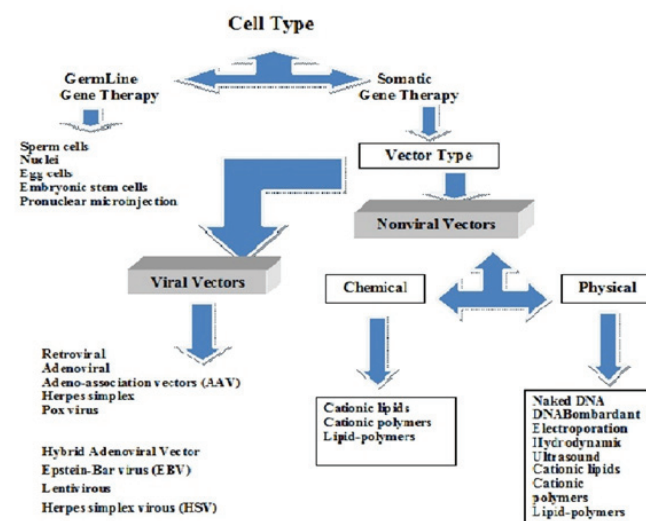 Cell Type
GermLine
Gene Therapy
Somatic
Gene Therapy
Sperm cells
Nuclei
Egg cells
Embryonic stem cells
Pronuclear microinjection
Vector Type
Nonviral Vectors
Viral Vectors
Chemical
Physical
Retroviral
Adenoviral
Adeno-association vectors (AAV)
Herpes simplex
Pox virus
Hybrid Adenoviral Vector
Epstein-Bar virus (EBV)
Lentivirous
Herpes simplex virous (HSV)
Cationic lipids
Cationic polymers
Lipid-polymers
Naked DNA
DNABombardant
Electroporation
Hydrodynamic
Ultrasound
Cationic lipids
Cationic
polymers
Lipid-polymers